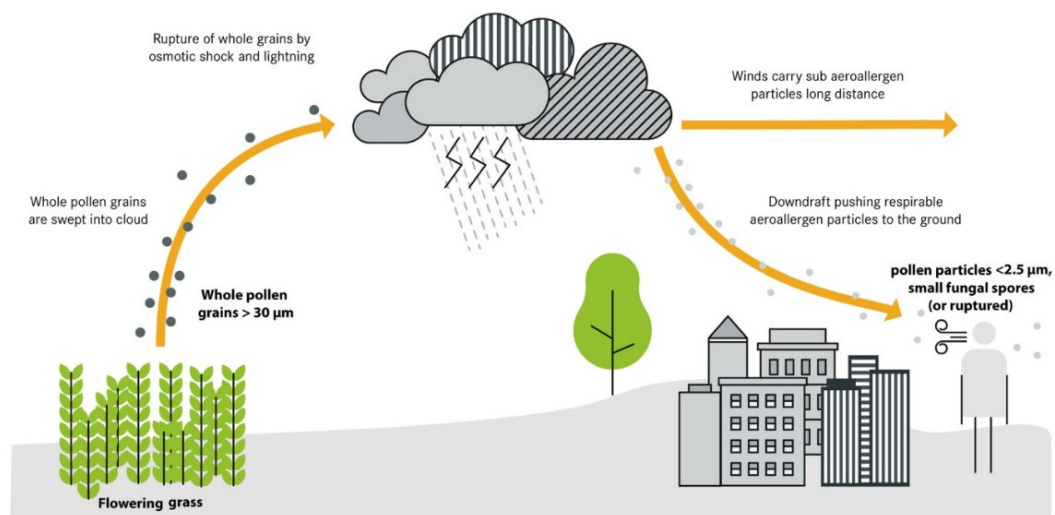 Rupture of whole grains by
osmotic shock and lightning
Winds carry sub aeroallergen
particles long distance
Whole pollen grains
are swept into cloud
Downdraft pushing respirable
aeroallergen particles to the ground
Whole pollen
grains > 30 µm
pollen particles <2.5 µm,
small fungal spores
(or ruptured)
Flowering grass